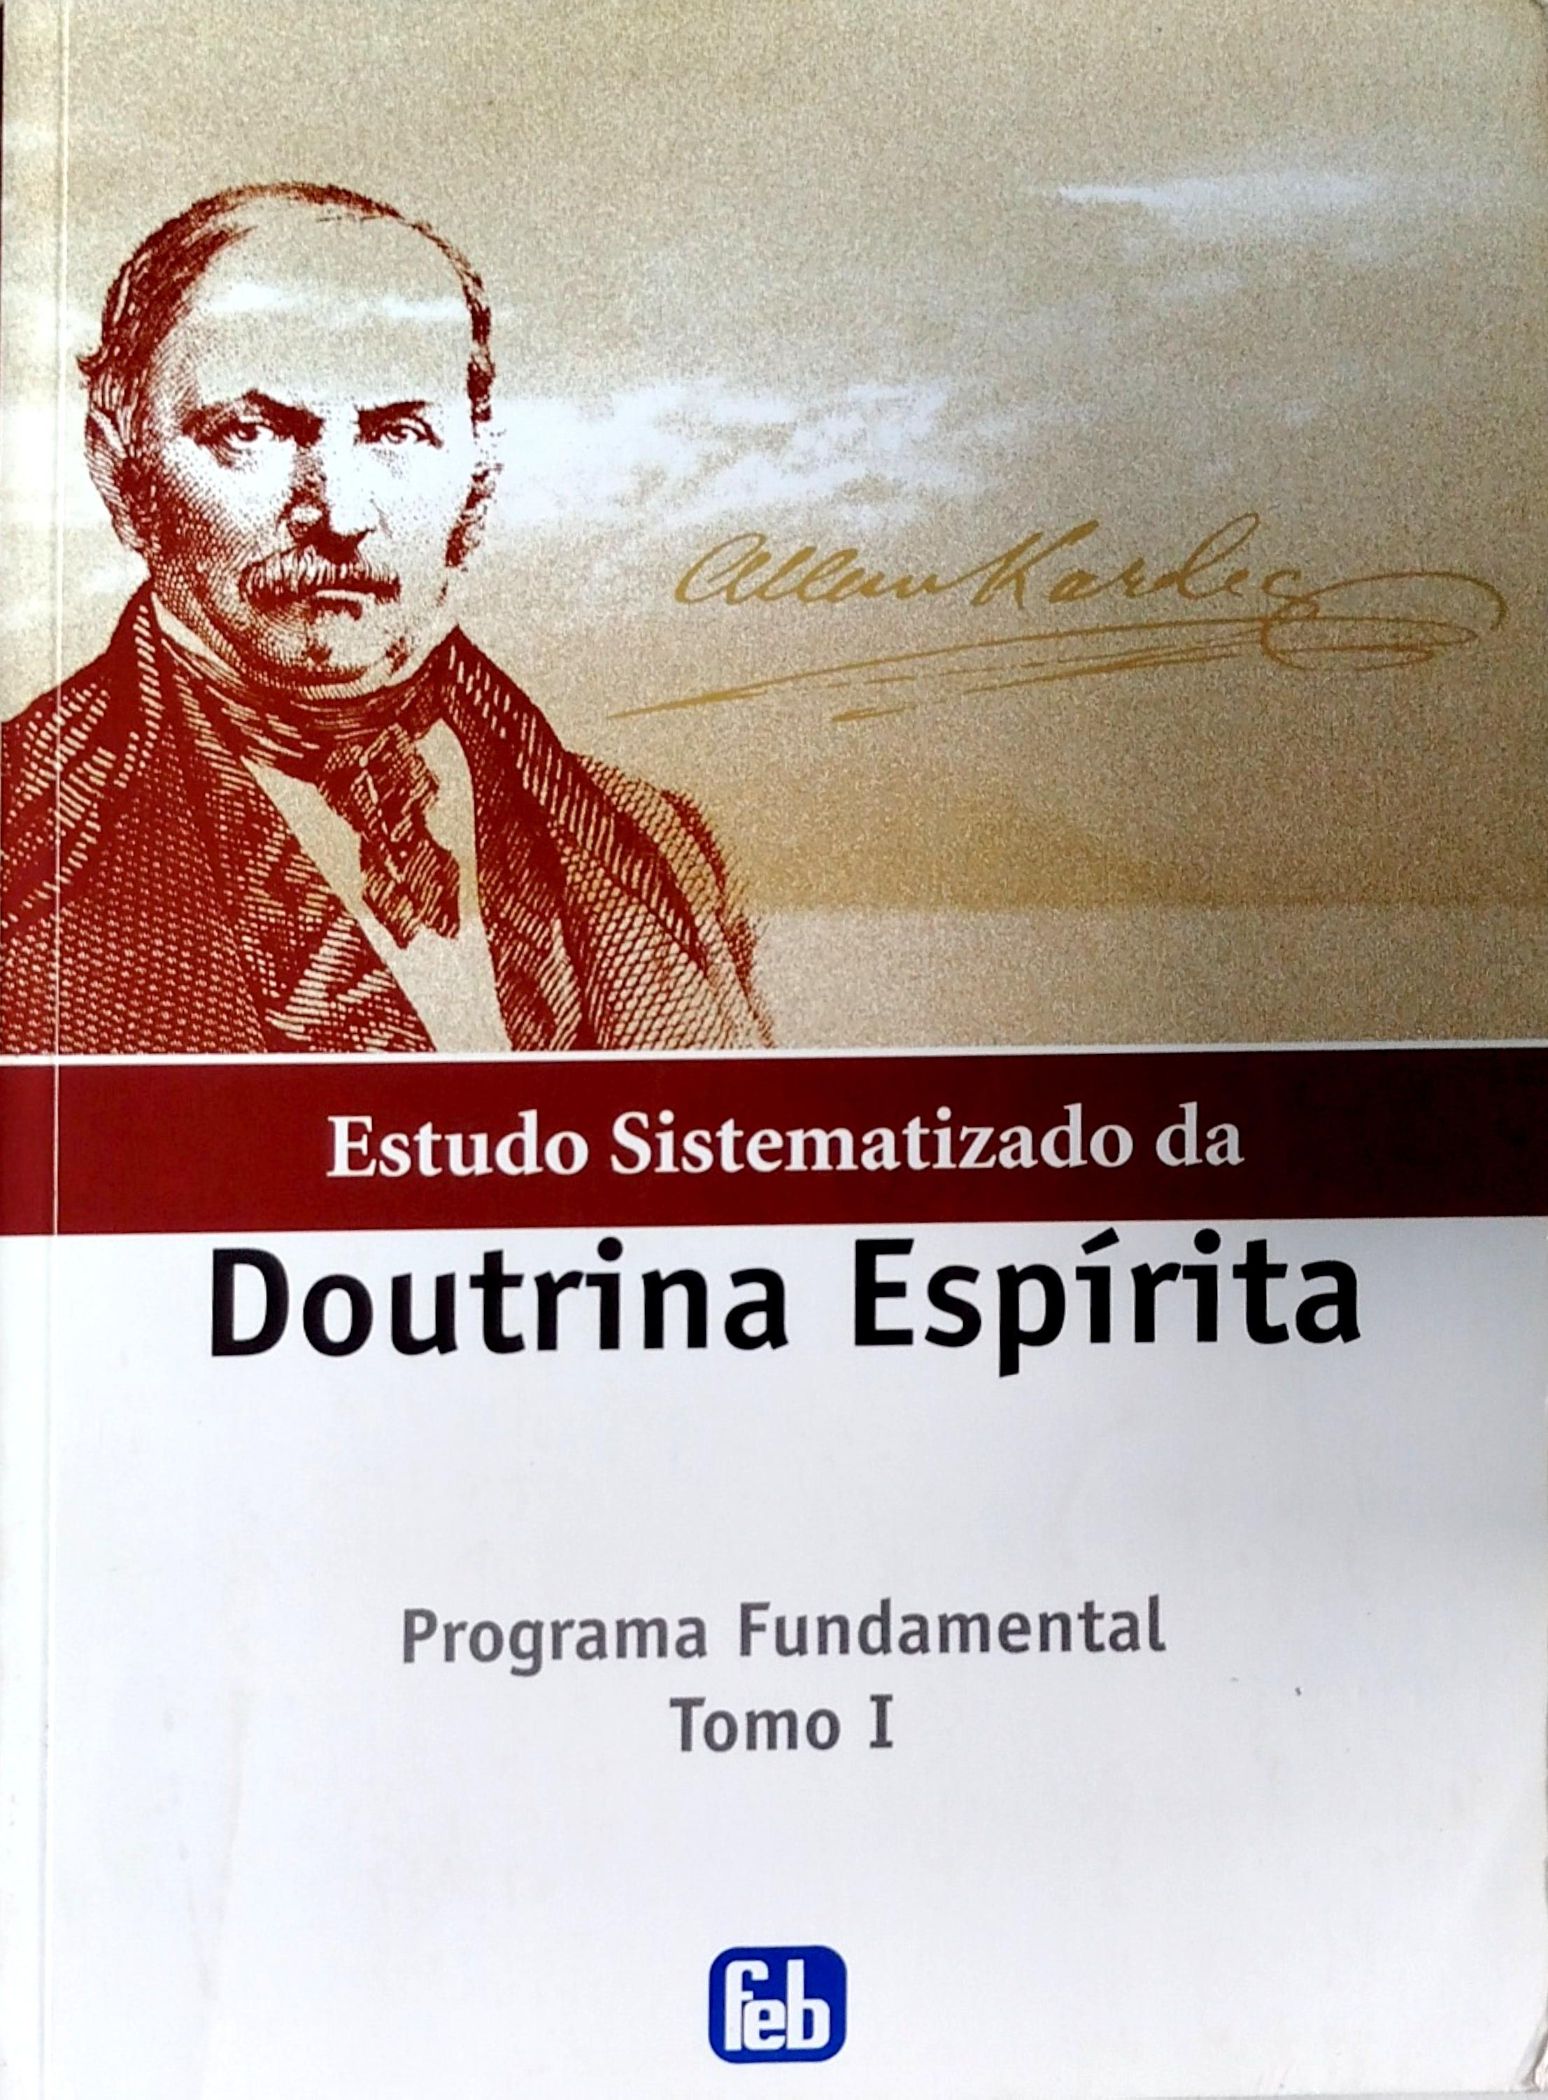 Allan Kardec
Estudo Sistematizado da
Doutrina Espírita
Programa Fundamental
Tomo I
feb